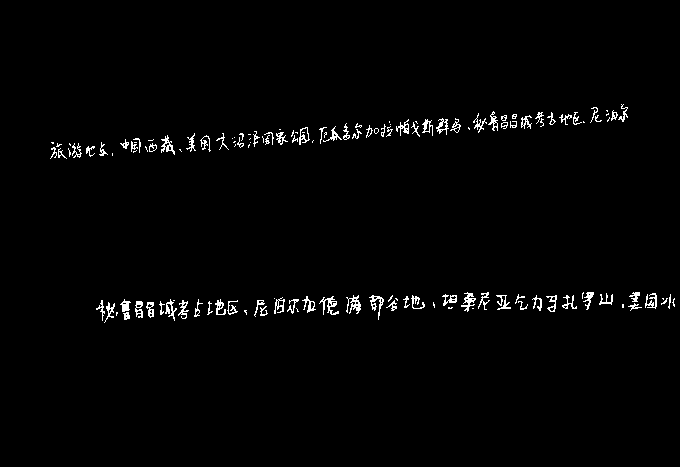 旅游地点，中国西藏、美国大沼泽国家公园、厄瓜多尔加拉帕戈斯群岛、秘鲁昌昌城考古地区、尼泊尔
秘鲁昌昌城考占地区、尼泊尔加德满都谷地、坦桑尼亚乞力马扎罗山，美国冰